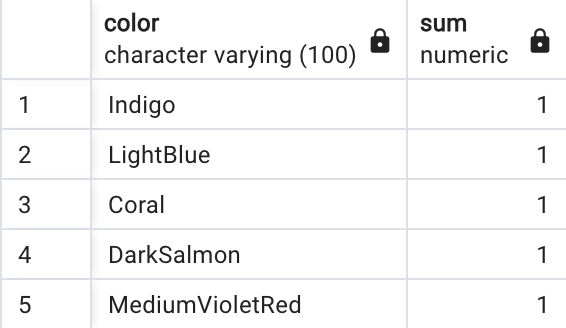 color sum
character varying (100) numeric
1 Indigo 1
2 LightBlue 1
3 Coral 1
4 DarkSalmon 1
5 MediumVioletRed 1